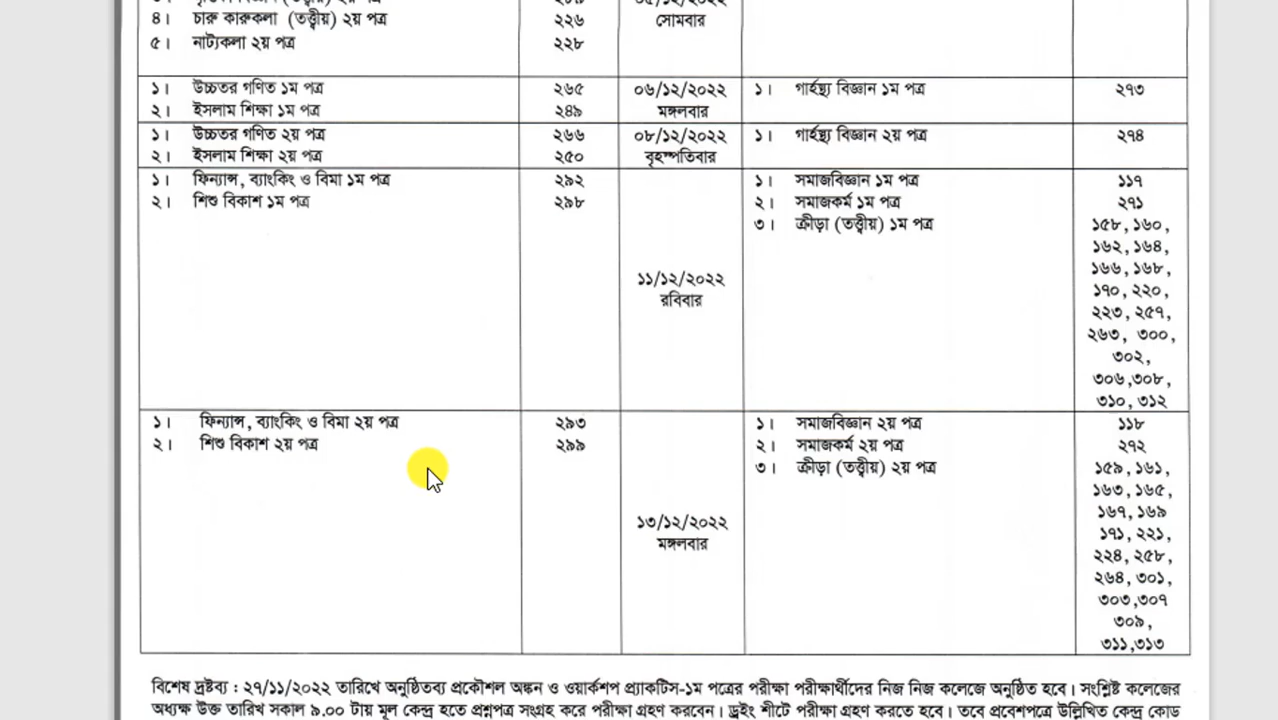 ৪। চারু কারুকলা (তত্ত্বীয়) ২য় পত্র ২২৬ সোমবার
৫। নাট্যকলা ২য় পত্র ২২৮
১। উচ্চতর গণিত ১ম পত্র ২৬৫ ০৬/১২/২০২২ ১। গার্হস্থ্য বিজ্ঞান ১ম পত্র ২৭৩
২। ইসলাম শিক্ষা ১ম পত্র ২৪৯ মঙ্গলবার
১। উচ্চতর গণিত ২য় পত্র ২৬৬ ০৮/১২/২০২২ ১। গার্হস্থ্য বিজ্ঞান ২য় পত্র ২৭৪
২। ইসলাম শিক্ষা ২য় পত্র ২৫০ বৃহস্পতিবার
১। ফিন্যান্স, ব্যাংকিং ও বিমা ১ম পত্র ২৯২ ১। সমাজবিজ্ঞান ১ম পত্র ১১৭
২। শিশু বিকাশ ১ম পত্র ২৯৮ ২। সমাজকর্ম ১ম পত্র ২৭১
৩। ক্রীড়া (তত্ত্বীয়) ১ম পত্র ১৫৮, ১৬০,
১৬২, ১৬৪,
১৬৬, ১৬৮,
১১/১২/২০২২ ১৭০, ২২০,
রবিবার ২২৩, ২৫৭,
২৬৩, ৩০০,
৩০২,
৩০৬,৩০৮,
৩১০, ৩১২
১। ফিন্যান্স, ব্যাংকিং ও বিমা ২য় পত্র ২৯৩ ১। সমাজবিজ্ঞান ২য় পত্র ১১৮
২। শিশু বিকাশ ২য় পত্র ২৯৯ ২। সমাজকর্ম ২য় পত্র ২৭২
৩। ক্রীড়া (তত্ত্বীয়) ২য় পত্র ১৫৯, ১৬১,
১৬৩, ১৬৫,
১৬৭, ১৬৯
১৩/১২/২০২২ ১৭১, ২২১,
মঙ্গলবার ২২৪, ২৫৮,
২৬৪, ৩০১,
৩০৩,৩০৭
৩০৯,
৩১১,৩১৩
বিশেষ দ্রষ্টব্য : ২৭/১১/২০২২ তারিখে অনুষ্ঠিতব্য প্রকৌশল অঙ্কন ও ওয়ার্কশপ প্র্যাকটিস-১ম পত্রের পরীক্ষা পরীক্ষার্থীদের নিজ নিজ কলেজে অনুষ্ঠিত হবে। সংশ্লিষ্ট কলেজের
অধ্যক্ষ উক্ত তারিখ সকাল ৯.০০ টায় মূল কেন্দ্র হতে প্রশ্নপত্র সংগ্রহ করে পরীক্ষা গ্রহণ করবেন। ড্রইং শীটে পরীক্ষা গ্রহণ করতে হবে। তবে প্রবেশপত্রে উল্লিখিত কেন্দ্র কোড